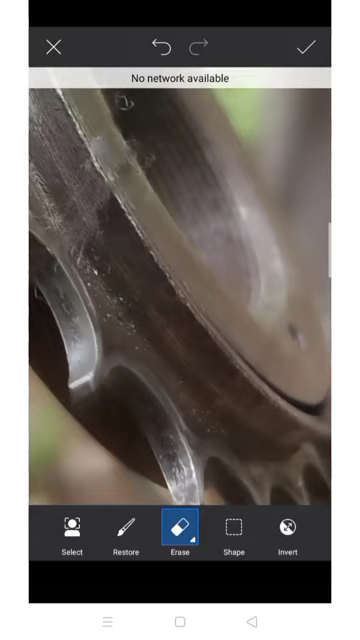 No network available
Select
Restore
Erase
Shape
Invert